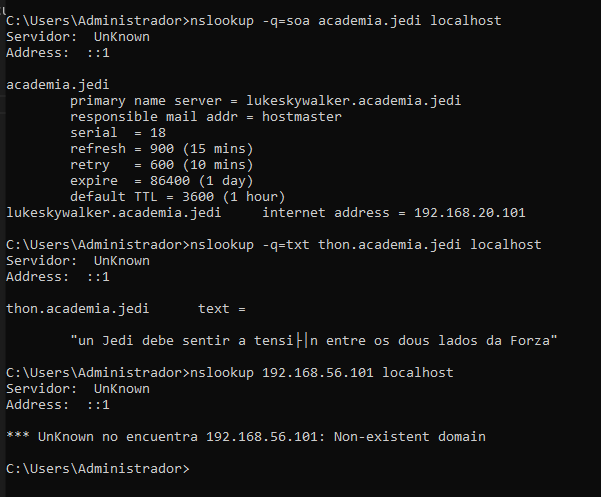 C:\Users\Administrador>nslookup -q=soa academia.jedi localhost
Servidor:  UnKnown
Address:  ::1
academia.jedi
primary name server = lukeskywalker.academia.jedi
responsible mail addr = hostmaster
serial  = 18
refresh = 900 (15 mins)
retry   = 600 (10 mins)
expire  = 86400 (1 day)
default TTL = 3600 (1 hour)
lukeskywalker.academia.jedi     internet address = 192.168.20.101
C:\Users\Administrador>nslookup -q=txt thon.academia.jedi localhost
Servidor:  UnKnown
Address:  ::1
thon.academia.jedi      text =
"un Jedi debe sentir a tensi├│n entre os dous lados da Forza"
C:\Users\Administrador>nslookup 192.168.56.101 localhost
Servidor:  UnKnown
Address:  ::1
*** UnKnown no encuentra 192.168.56.101: Non-existent domain
C:\Users\Administrador>